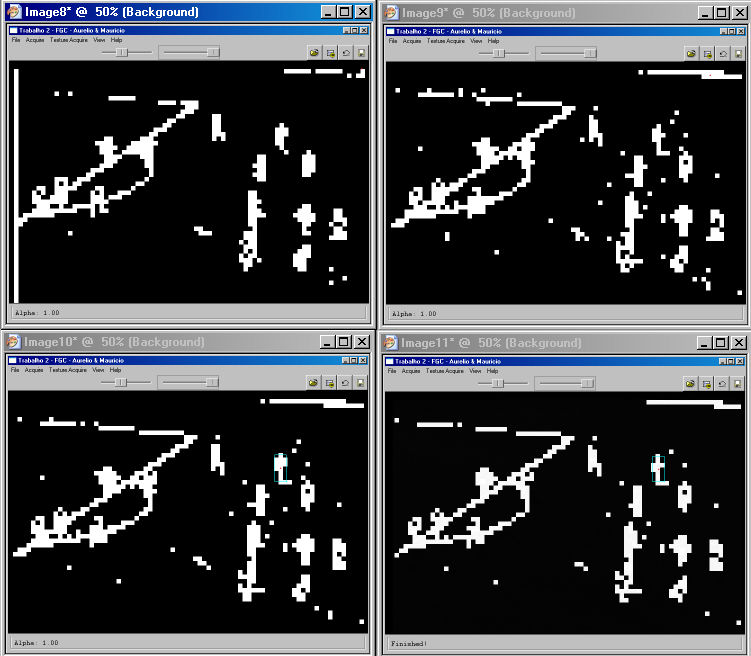 Image8* @ 50% (Background)
Trabalho 2 - FGC - Aurelio & Mauricio
File Acquire Texture Acquire View Help
Alpha: 1.00
Image9* @ 50% (Background)
Trabalho 2 - FGC - Aurelio & Mauricio
File Acquire Texture Acquire View Help
Alpha: 1.00
Image10* @ 50% (Background)
Trabalho 2 - FGC - Aurelio & Mauricio
File Acquire Texture Acquire View Help
Alpha: 1.00
Image11* @ 50% (Background)
Trabalho 2 - FGC - Aurelio & Mauricio
File Acquire Texture Acquire View Help
Finished!